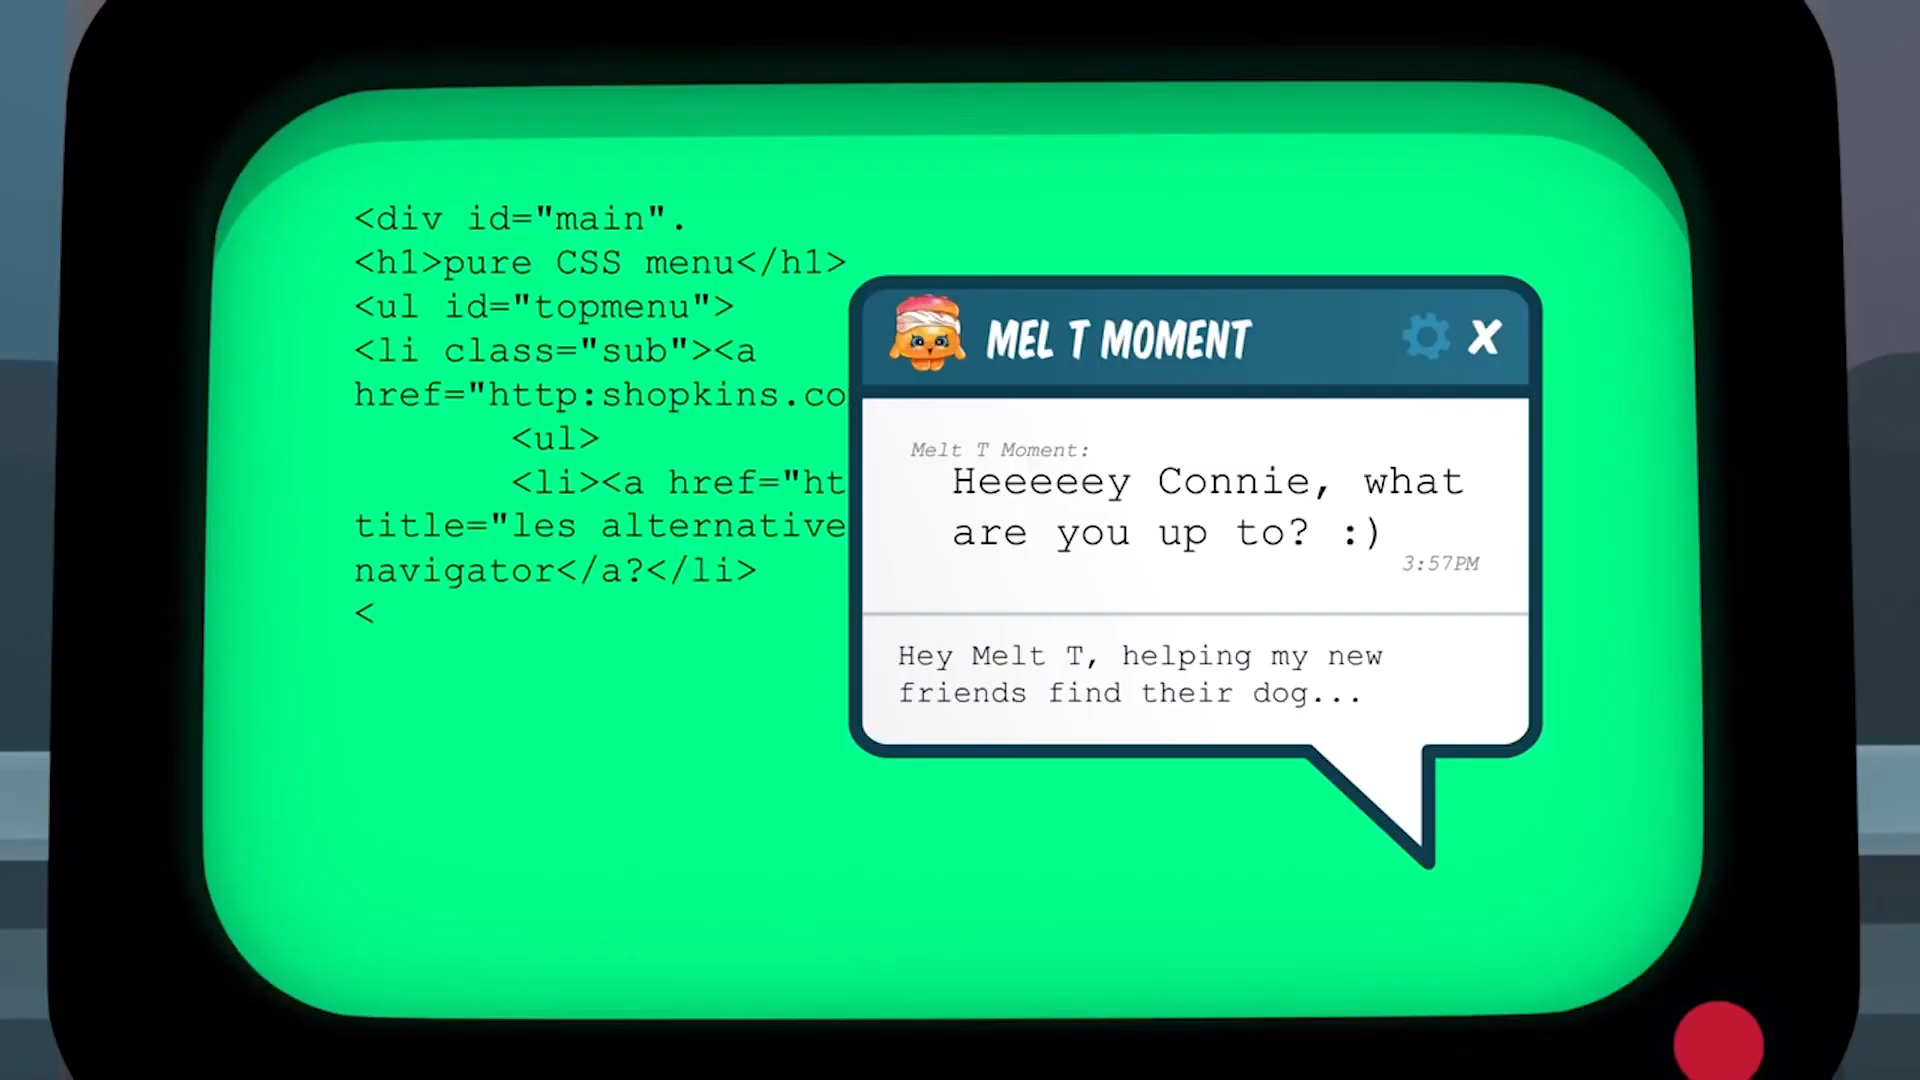 <div id="main".
<h1>pure CSS menu</h1>
<ul id="topmenu">
<li class="sub"><a
href="http:shopkins.co
<ul>
<li><a href="ht
title="les alternative
navigator</a?</li>
<
MEL T MOMENT
X
Melt T Moment:
Heeeeey Connie, what
are you up to? :)
3:57PM
Hey Melt T, helping my new
friends find their dog...